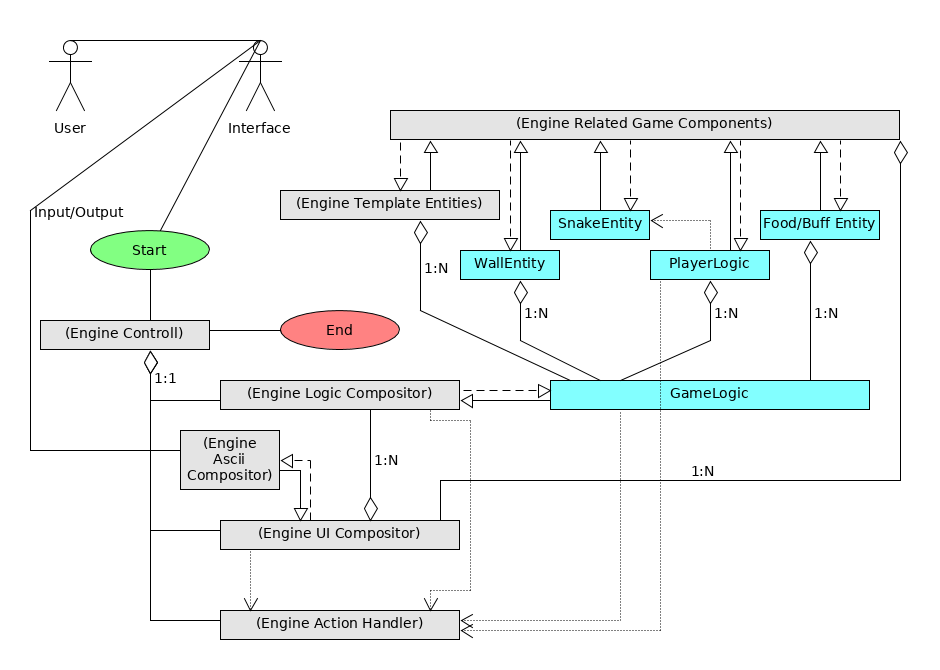 User
Interface
(Engine Related Game Components)
Input/Output
(Engine Template Entities)
SnakeEntity
Food/Buff Entity
Start
WallEntity
PlayerLogic
1:N
1:N
1:N
1:N
(Engine Controll)
End
1:1
(Engine Logic Compositor)
GameLogic
(Engine
Ascii
Compositor)
1:N
1:N
(Engine UI Compositor)
(Engine Action Handler)